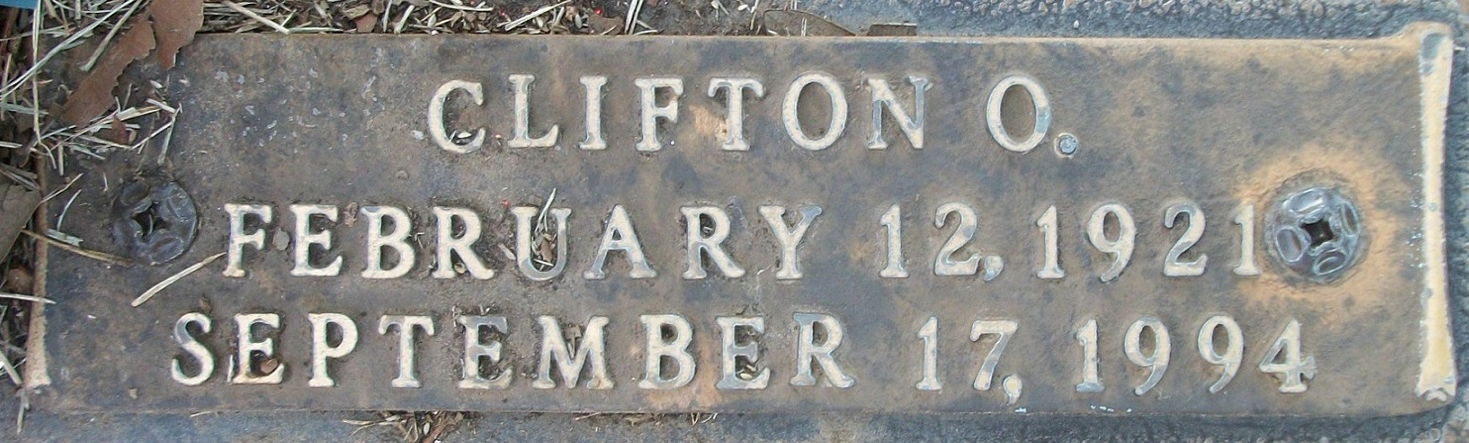 CLIFTON O.
FEBRUARY 12, 1921
SEPTEMBER 17, 1994